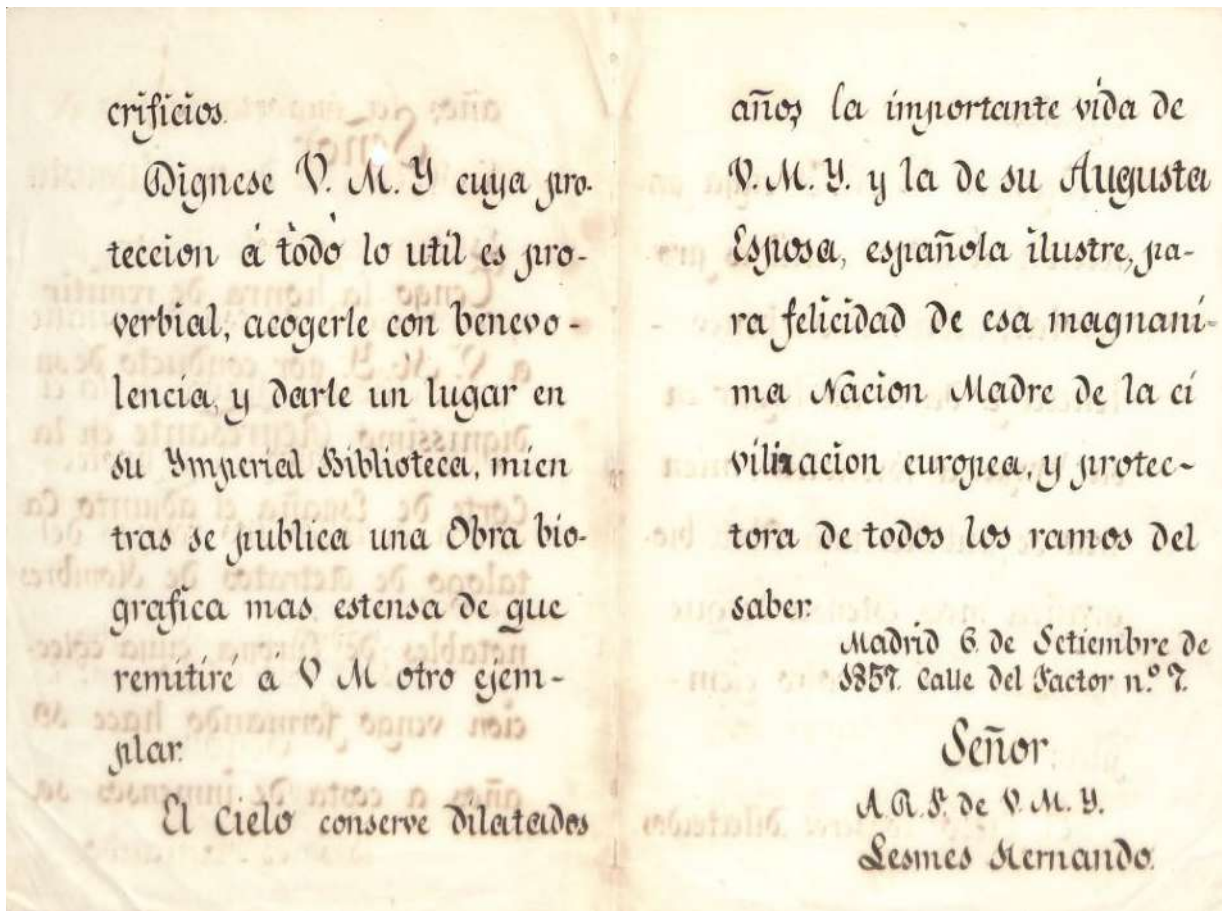 crificios.
Dignese V. M. Y cuya pro-
teccion á todo lo util es pro-
verbial, acogerle con benevo-
lencia, y darle un lugar en
su Ymperial Biblioteca, mien
tras se publica una Obra bio-
grafica mas estensa de que
remitiré á V M otro ejem-
plar.
El Cielo conserve dilatados
años la importante vida de
V. M. Y. y la de su Augusta
Esposa, española ilustre, pa-
ra felicidad de esa magnani-
ma Nacion Madre de la ci
vilizacion europea, y protec-
tora de todos los ramos del
saber.
Madrid 6 de Setiembre de
1857. Calle del Factor n.º 7.
Señor
A. R. P. de V. M. Y.
Lesmes Hernando.